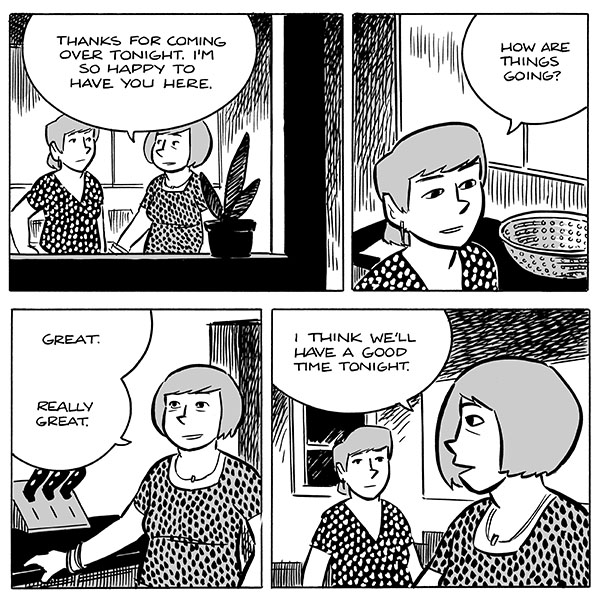 THANKS FOR COMING
OVER TONIGHT. I'M
SO HAPPY TO
HAVE YOU HERE.
HOW ARE
THINGS
GOING?
GREAT.
REALLY
GREAT.
I THINK WE'LL
HAVE A GOOD
TIME TONIGHT.